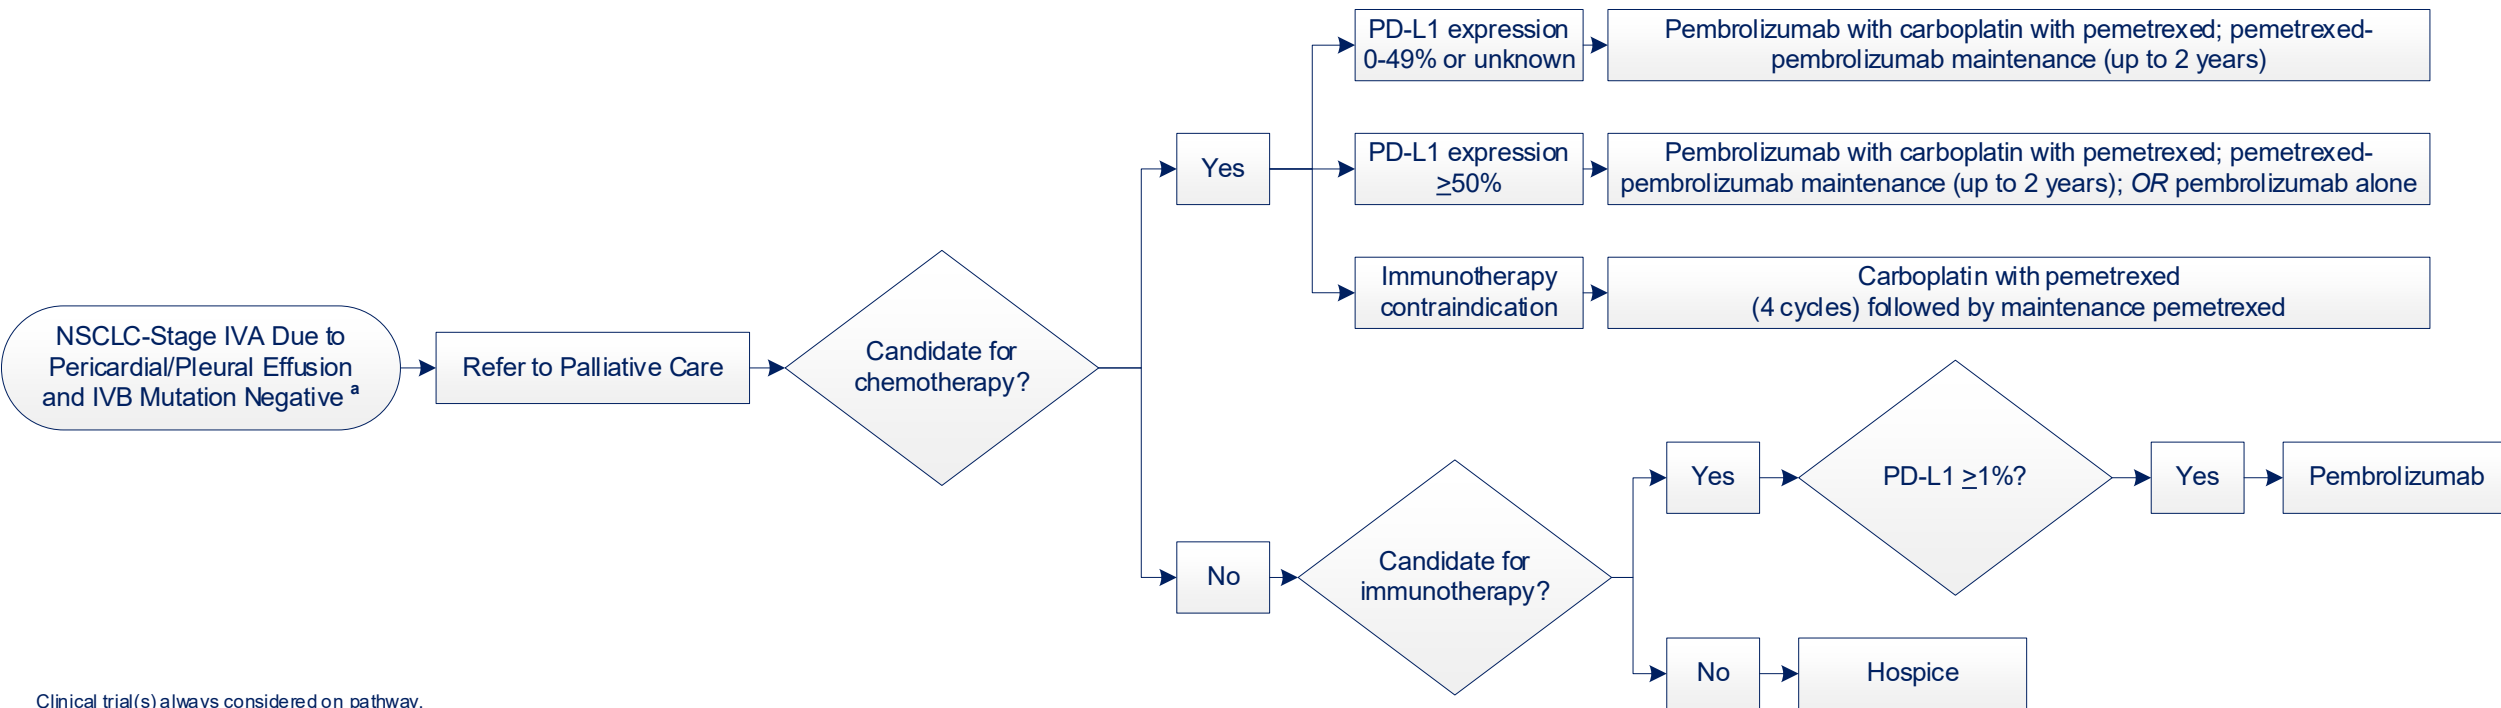 PD-L1 expression
0-49% or unknown
Pembrolizumab with carboplatin with pemetrexed; pemetrexed-
pembrolizumab maintenance (up to 2 years)
Yes
PD-L1 expression
≥50%
Pembrolizumab with carboplatin with pemetrexed; pemetrexed-
pembrolizumab maintenance (up to 2 years); OR pembrolizumab alone
Immunotherapy
contraindication
Carboplatin with pemetrexed
(4 cycles) followed by maintenance pemetrexed
NSCLC-Stage IVA Due to
Pericardial/Pleural Effusion
and IVB Mutation Negative a
Refer to Palliative Care
Candidate for
chemotherapy?
No
Candidate for
immunotherapy?
Yes
PD-L1 ≥1%?
Yes
Pembrolizumab
No
Hospice
Clinical trial(s) always considered on pathway.